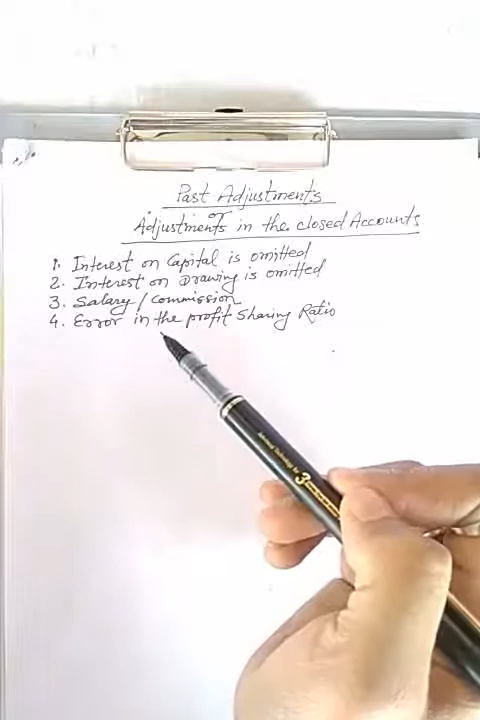 Past Adjustments
or
Adjustments in the closed Accounts
1. Interest on Capital is omitted
2. Interest on Drawing is omitted
3. Salary / Commission
4. Error in the profit Sharing Ratio
3